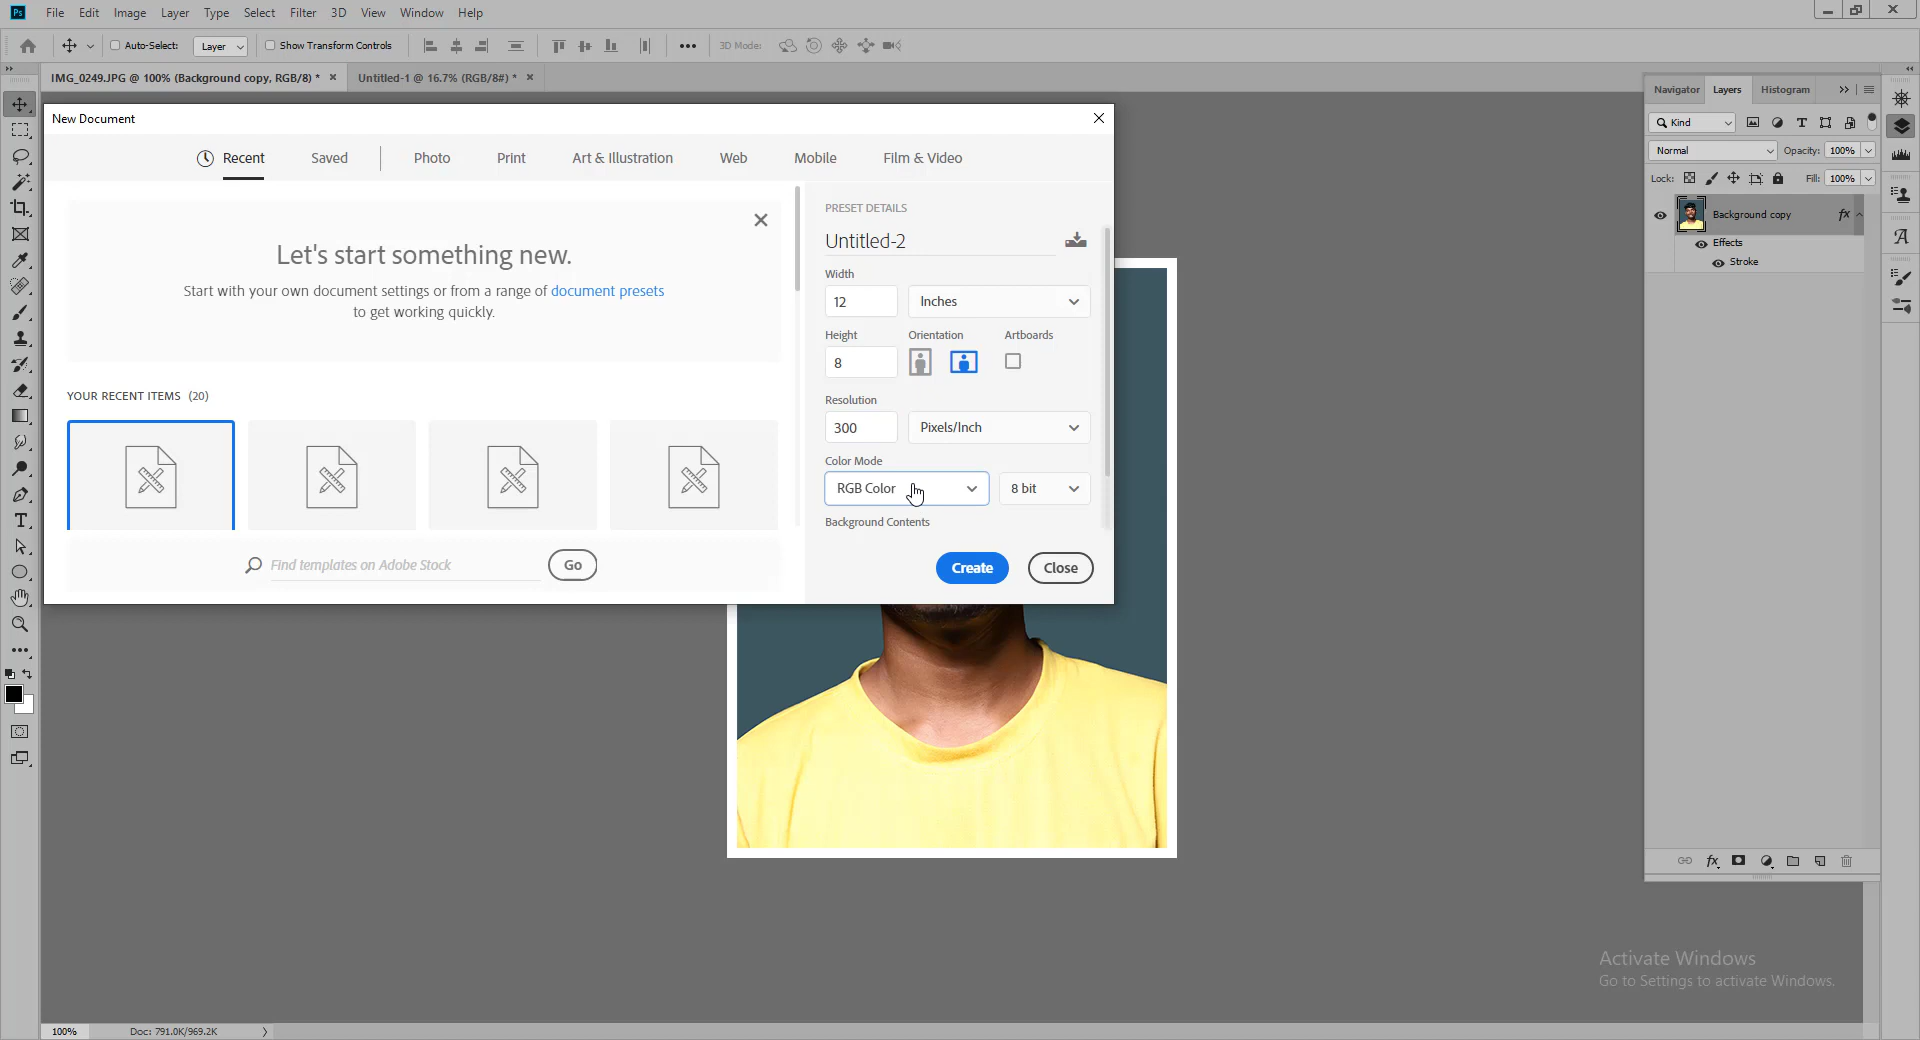 Ps File Edit Image Layer Type Select Filter 3D View Window Help
Auto-Select: Layer Show Transform Controls 3D Mode:
IMG_0249.JPG @ 100% (Background copy, RGB/8) * × Untitled-1 @ 16.7% (RGB/8#) * ×
New Document
Recent Saved Photo Print Art & Illustration Web Mobile Film & Video
Let's start something new.
Start with your own document settings or from a range of document presets
to get working quickly.
YOUR RECENT ITEMS (20)
Find templates on Adobe Stock Go
PRESET DETAILS
Untitled-2
Width
12 Inches
Height Orientation Artboards
8
Resolution
300 Pixels/Inch
Color Mode
RGB Color 8 bit
Background Contents
Create Close
Navigator Layers Histogram
Kind
Normal Opacity: 100%
Lock: Fill: 100%
Background copy fx
Effects
Stroke
fx
Activate Windows
Go to Settings to activate Windows.
100% Doc: 791.0K/969.2K